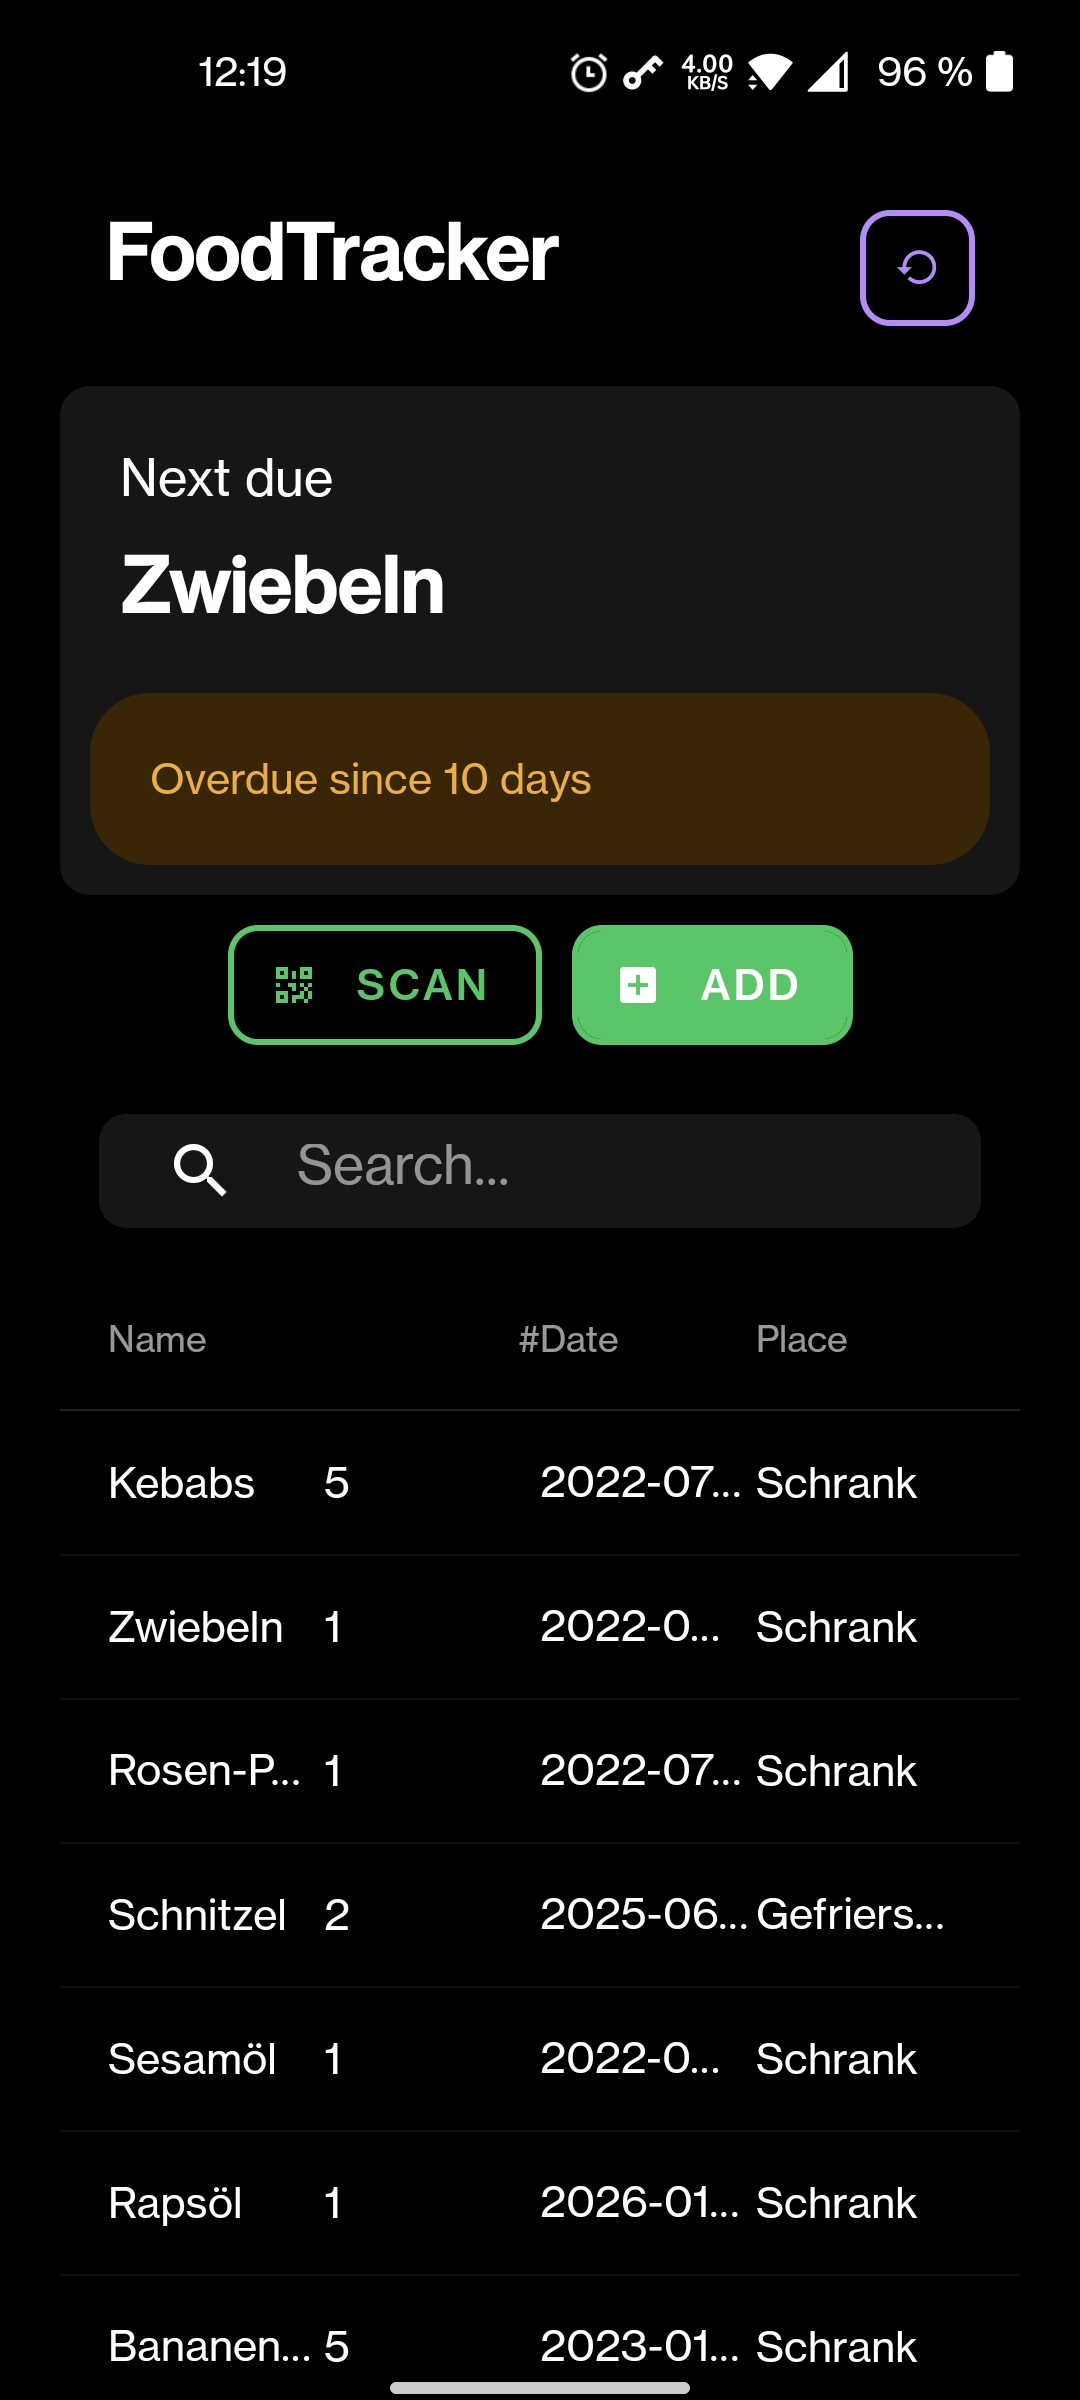 12:19 4.00 KB/S 96 %
FoodTracker
Next due
Zwiebeln
Overdue since 10 days
SCAN ADD
Search...
Name #Date Place
Kebabs 5 2022-07... Schrank
Zwiebeln 1 2022-0... Schrank
Rosen-P... 1 2022-07... Schrank
Schnitzel 2 2025-06... Gefriers...
Sesamöl 1 2022-0... Schrank
Rapsöl 1 2026-01... Schrank
Bananen... 5 2023-01... Schrank